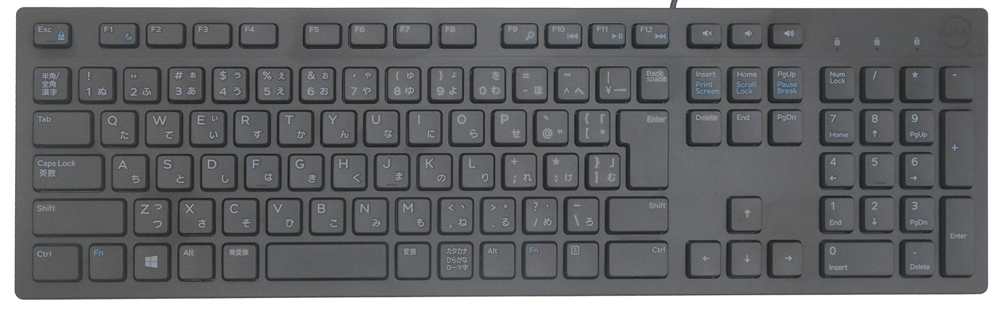 Esc Fn F1 F2 F3 F4 F5 F6 F7 F8 F9 F10 F11 F12
半角/ ! " # ぁ $ ぅ % ぇ & ぉ ' ゃ ( ゅ ) ょ を = ~ | Back Insert Home PgUp Num / * -
全角 space Print Scroll Pause Lock
漢字 1 ぬ 2 ふ 3 あ 4 う 5 え 6 お 7 や 8 ゆ 9 よ 0 わ - ほ ^ へ ¥ ー Screen Lock Break
Tab Q W E ぃ R T Y U I O P ` { 「 Enter Delete End PgDn 7 8 9
た て い す か ん な に ら せ @ ゛ [ ゜ Home ↑ PgUp +
Caps Lock A S D F G H J K L + * } 」 4 5 6
英数 ち と し は き く ま の り ; れ : け ] む ← →
Shift Z っ X C V B N M < 、 > 。 ? ・ _ Shift ↑ 1 2 3
つ さ そ ひ こ み も , ね . る / め \ ろ End ↓ PgDn
Enter
Ctrl Fn Alt 無変換 変換 カタカナ Alt Fn Ctrl ← ↓ → 0 .
ひらがな
ローマ字 Insert Delete